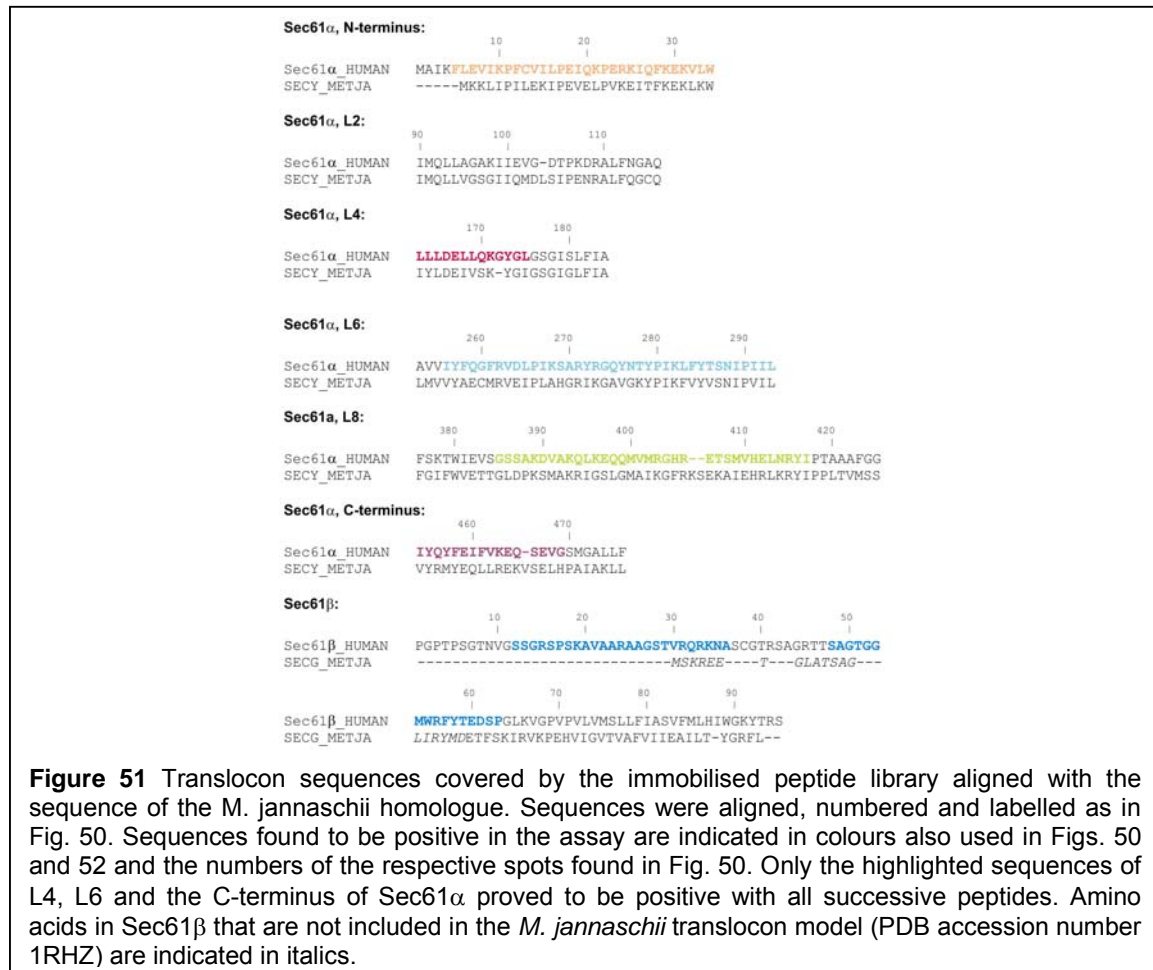 Sec61α, N-terminus:
10 20 30
Sec61α_HUMAN MAIKFLEVIKPFCVILPEIQKPERKIQFKEKVLW
SECY_METJA -----MKKLIPILEKIPEVELPVKEITFKEKLKW
Sec61α, L2:
90 100 110
Sec61α_HUMAN IMQLLAGAKIIEVG-DTPKDRALFNGAQ
SECY_METJA IMQLLVGSGIIQMDLSIPENRALFQGCQ
Sec61α, L4:
170 180
Sec61α_HUMAN LLLDELLQKGYGLGSGISLFIA
SECY_METJA IYLDEIVSK-YGIGSGIGLFIA
Sec61α, L6:
260 270 280 290
Sec61α_HUMAN AVVIYFQGFRVDLPIKSARYRGQYNTYPIKLFYTSNIPIIL
SECY_METJA LMVVYAECMRVEIPLAHGRIKGAVGKYPIKFVYVSNIPVIL
Sec61a, L8:
380 390 400 410 420
Sec61α_HUMAN FSKTWIEVSGSSAKDVAKQLKEQQMVMRGHR--ETSMVHELNRYIPTAAAFGG
SECY_METJA FGIFWVETTGLDPKSMAKRIGSLGMAIKGFRKSEKAIEHRLKRYIPPLTVMSS
Sec61α, C-terminus:
460 470
Sec61α_HUMAN IYQYFEIFVKEQ-SEVGSMGALLF
SECY_METJA VYRMYEQLLREKVSELHPAIAKLL
Sec61β:
10 20 30 40 50
Sec61β_HUMAN PGPTPSGTNVGSSGRSPSKAVAARAAGSTVRQRKNASCGTRSAGRTTSAGTGG
SECG_METJA -----------------------------MSKREE----T---GLATSAG---
60 70 80 90
Sec61β_HUMAN MWRFYTEDSPGLKVGPVPVLVMSLLFIASVFMLHIWGKYTRS
SECG_METJA LIRYMDETFSKIRVKPEHVIGVTVAFVIIEAILT-YGRFL--
Figure 51 Translocon sequences covered by the immobilised peptide library aligned with the
sequence of the M. jannaschii homologue. Sequences were aligned, numbered and labelled as in
Fig. 50. Sequences found to be positive in the assay are indicated in colours also used in Figs. 50
and 52 and the numbers of the respective spots found in Fig. 50. Only the highlighted sequences of
L4, L6 and the C-terminus of Sec61α proved to be positive with all successive peptides. Amino
acids in Sec61β that are not included in the M. jannaschii translocon model (PDB accession number
1RHZ) are indicated in italics.